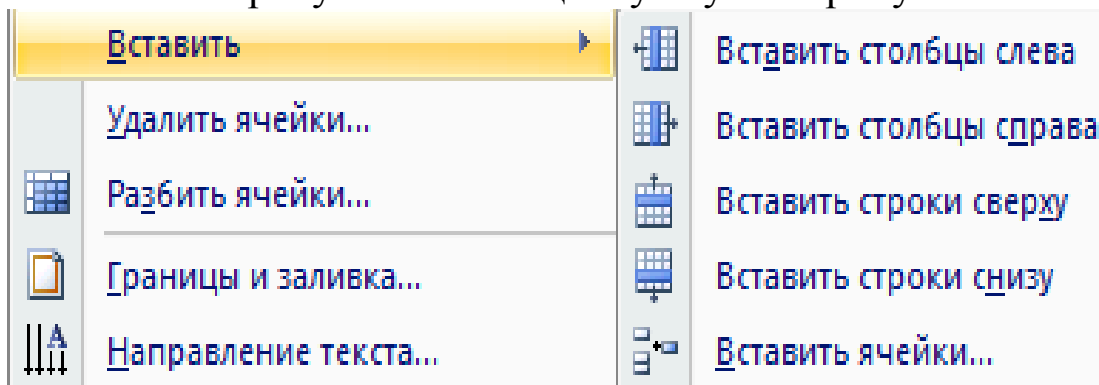 Вставить
Удалить ячейки...
Разбить ячейки...
Границы и заливка...
Направление текста...
Вставить столбцы слева
Вставить столбцы справа
Вставить строки сверху
Вставить строки снизу
Вставить ячейки...